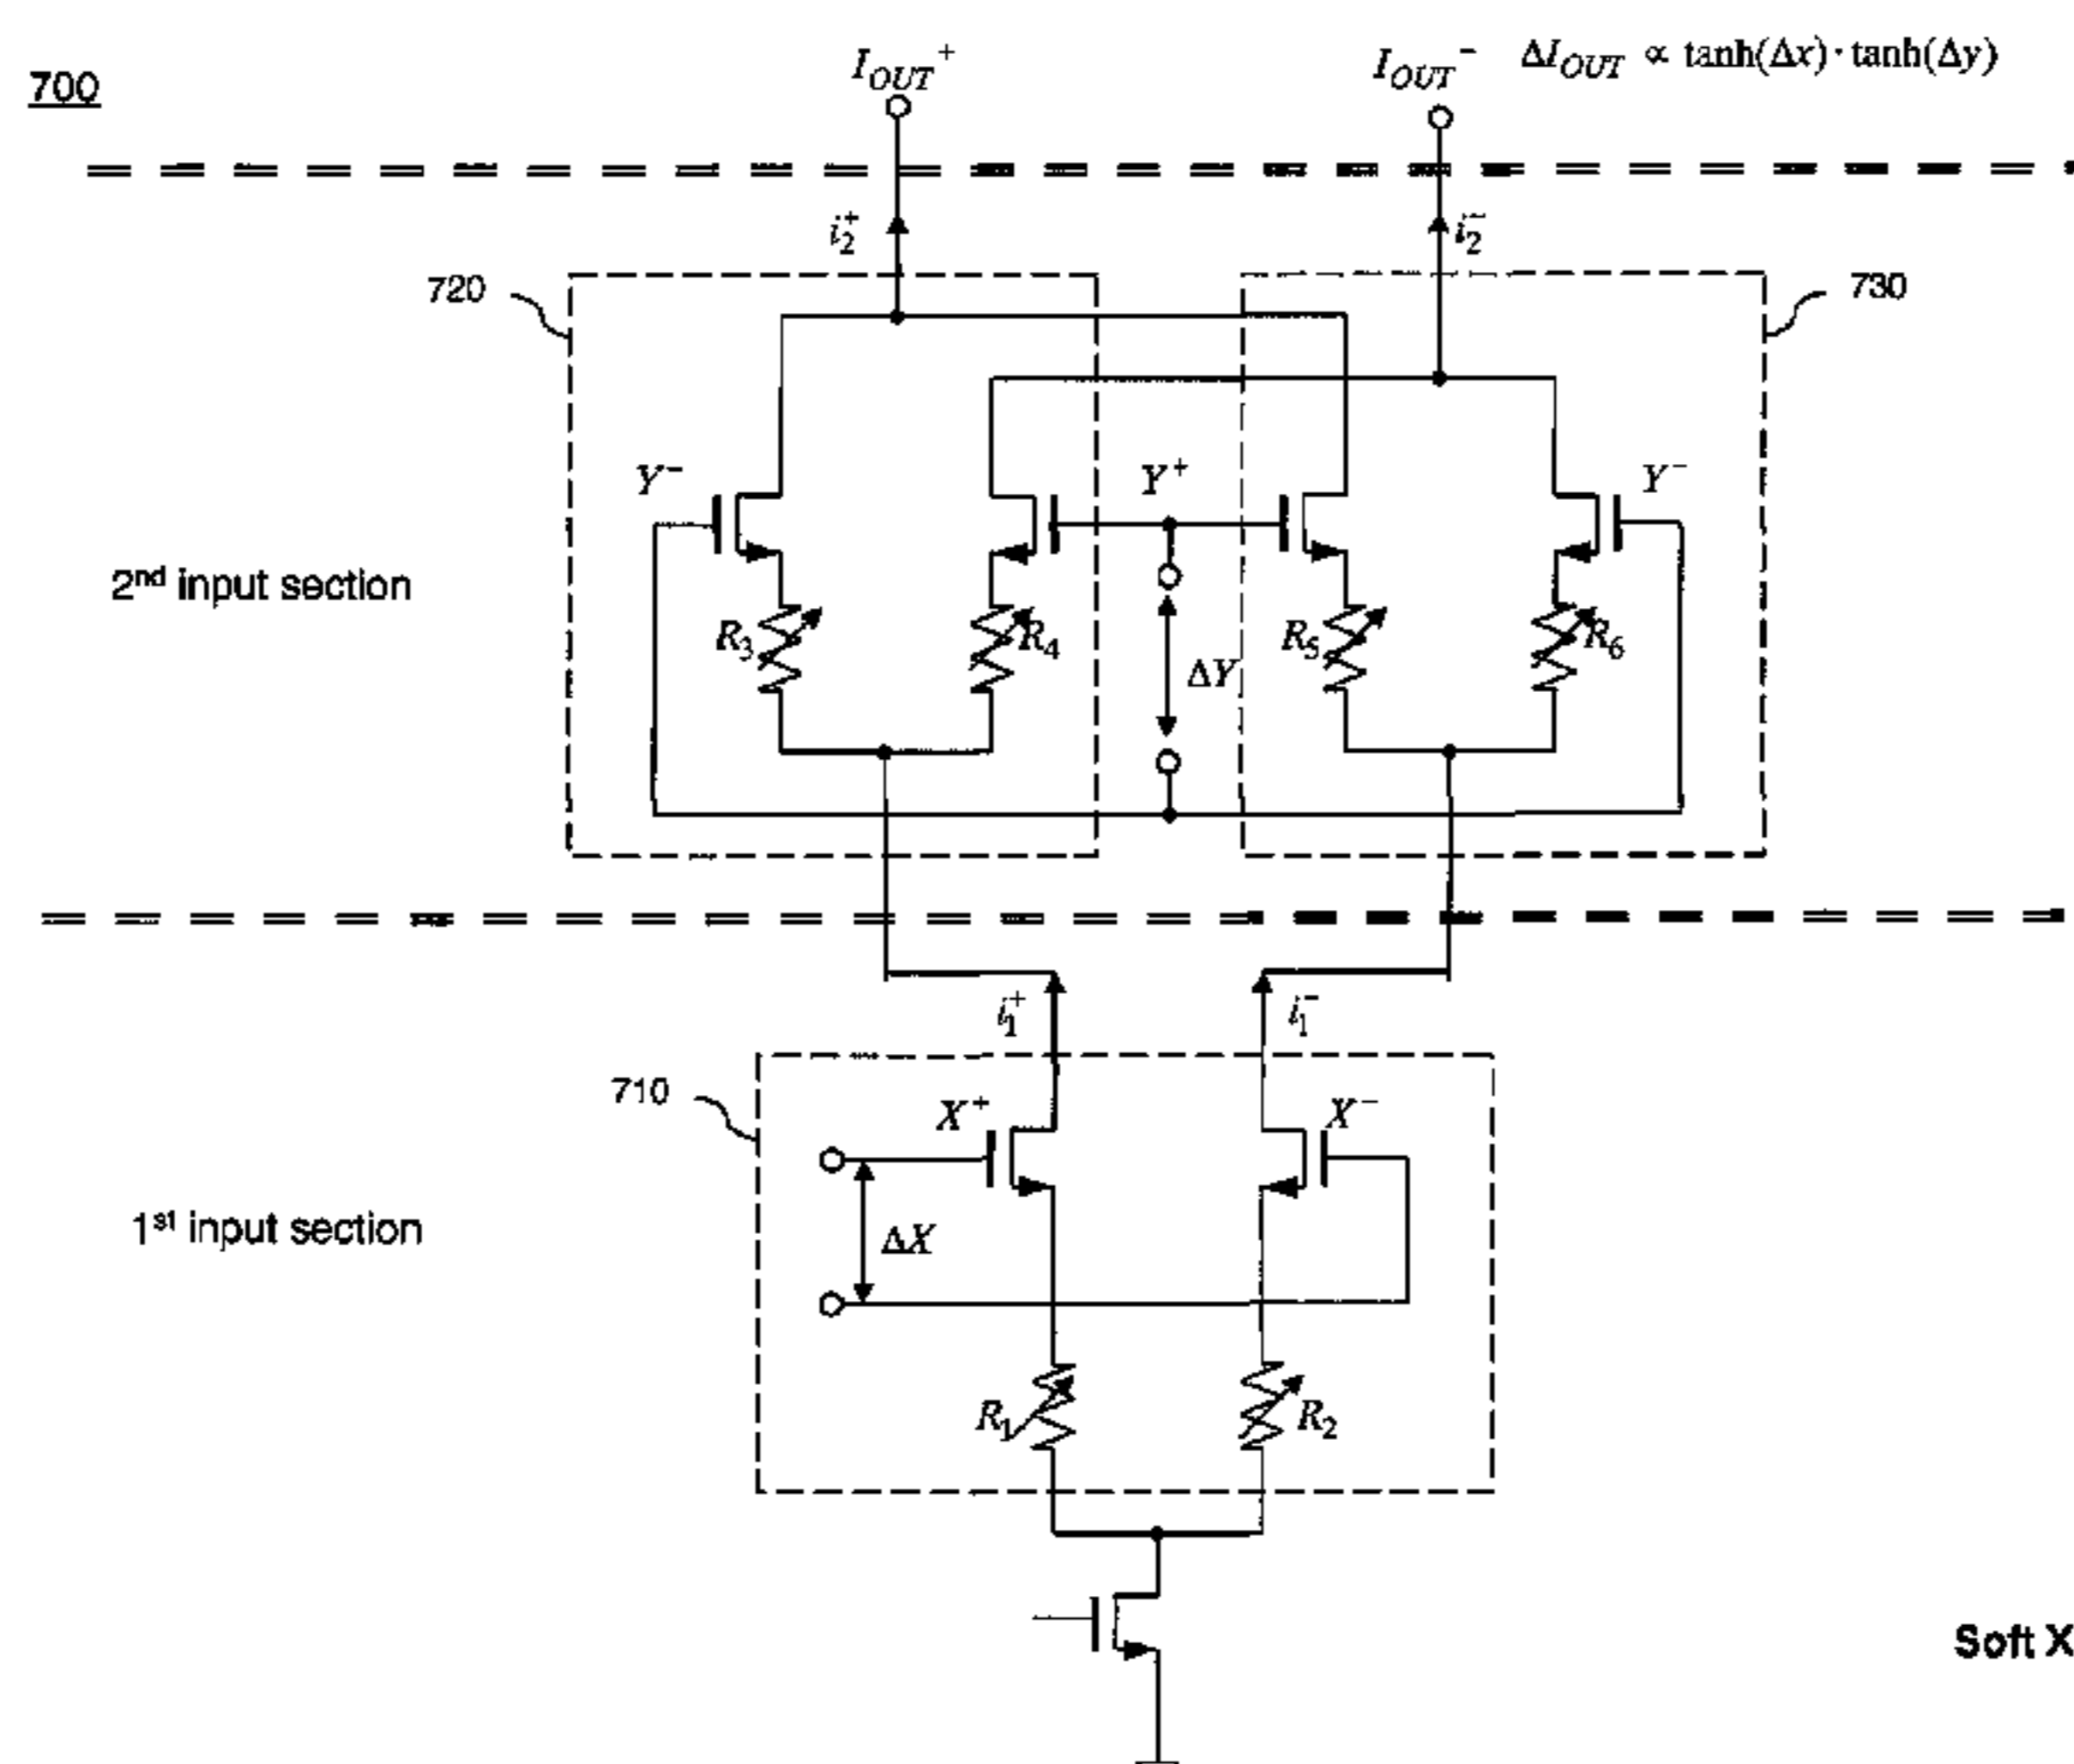 700
I_OUT^+
I_OUT^-
ΔI_OUT ∝ tanh(Δx) · tanh(Δy)
i_2^+
i_2^-
720
730
Y^-
Y^+
Y^-
2nd input section
R_3
R_4
ΔY
R_5
R_6
i_1^+
i_1^-
710
X^+
X^-
1st input section
ΔX
R_1
R_2
Soft X